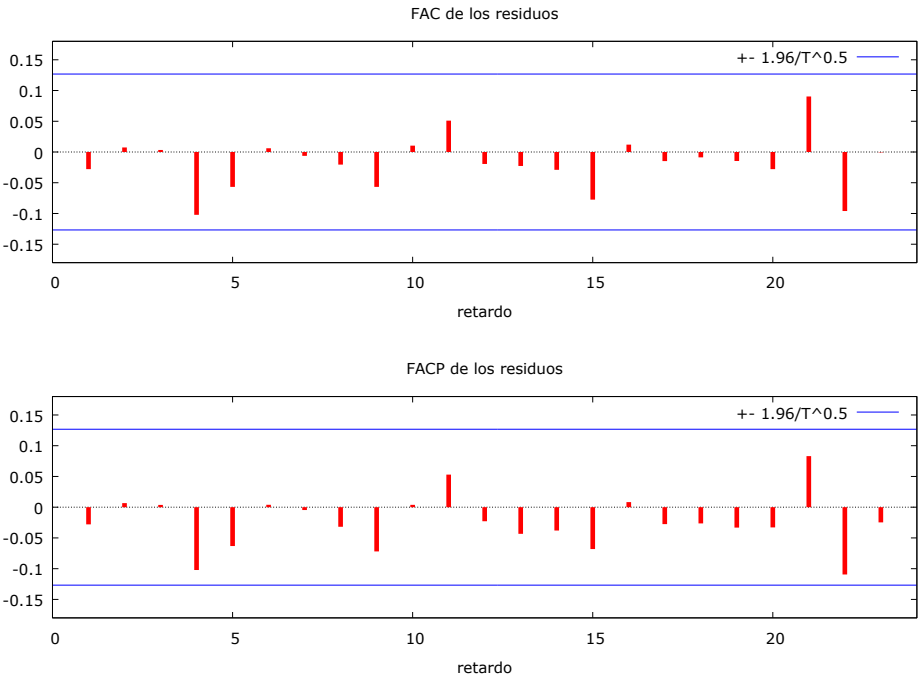 FAC de los residuos
+- 1.96/T^0.5
0.15
0.1
0.05
0
-0.05
-0.1
-0.15
0 5 10 15 20
retardo
FACP de los residuos
+- 1.96/T^0.5
0.15
0.1
0.05
0
-0.05
-0.1
-0.15
0 5 10 15 20
retardo